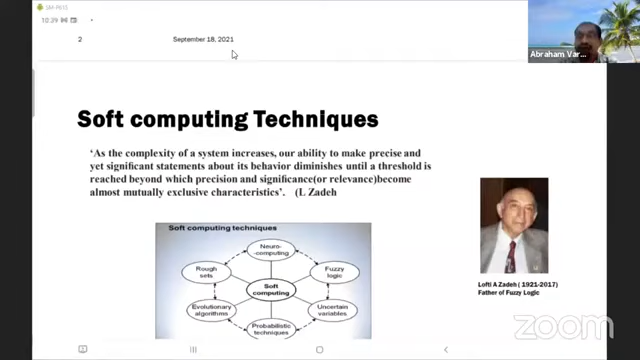 SM-P615
10:39
2
September 18, 2021
Abraham Var...
Soft computing Techniques
‘As the complexity of a system increases, our ability to make precise and
yet significant statements about its behavior diminishes until a threshold is
reached beyond which precision and significance(or relevance)become
almost mutually exclusive characteristics’. (L Zadeh
Soft computing techniques
Neuro-
computing
Rough
sets
Fuzzy
logic
Soft
computing
Evolutionary
algorithms
Uncertain
variables
Probabilistic
techniques
Lofti A Zadeh ( 1921-2017)
Father of Fuzzy Logic
zoom